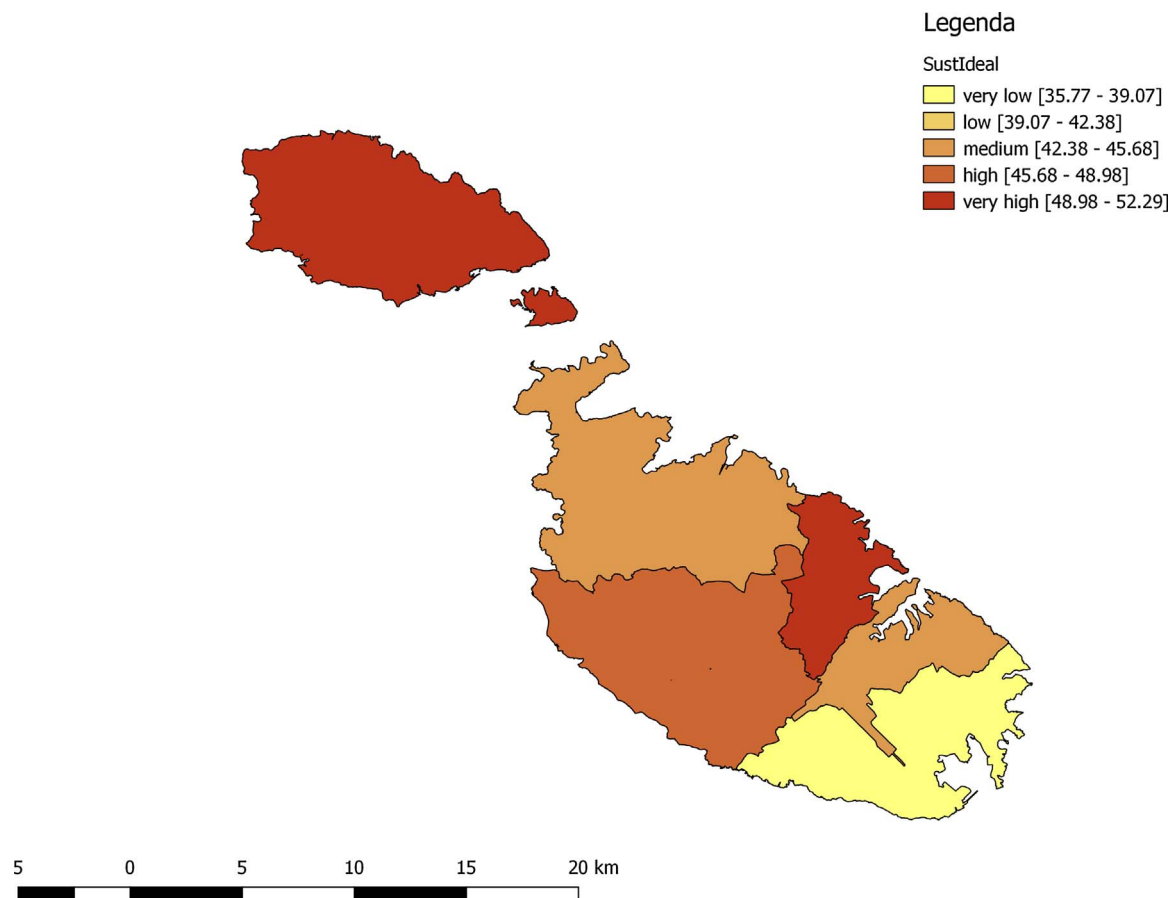 Legenda
SustIdeal
very low [35.77 - 39.07]
low [39.07 - 42.38]
medium [42.38 - 45.68]
high [45.68 - 48.98]
very high [48.98 - 52.29]
5 0 5 10 15 20 km